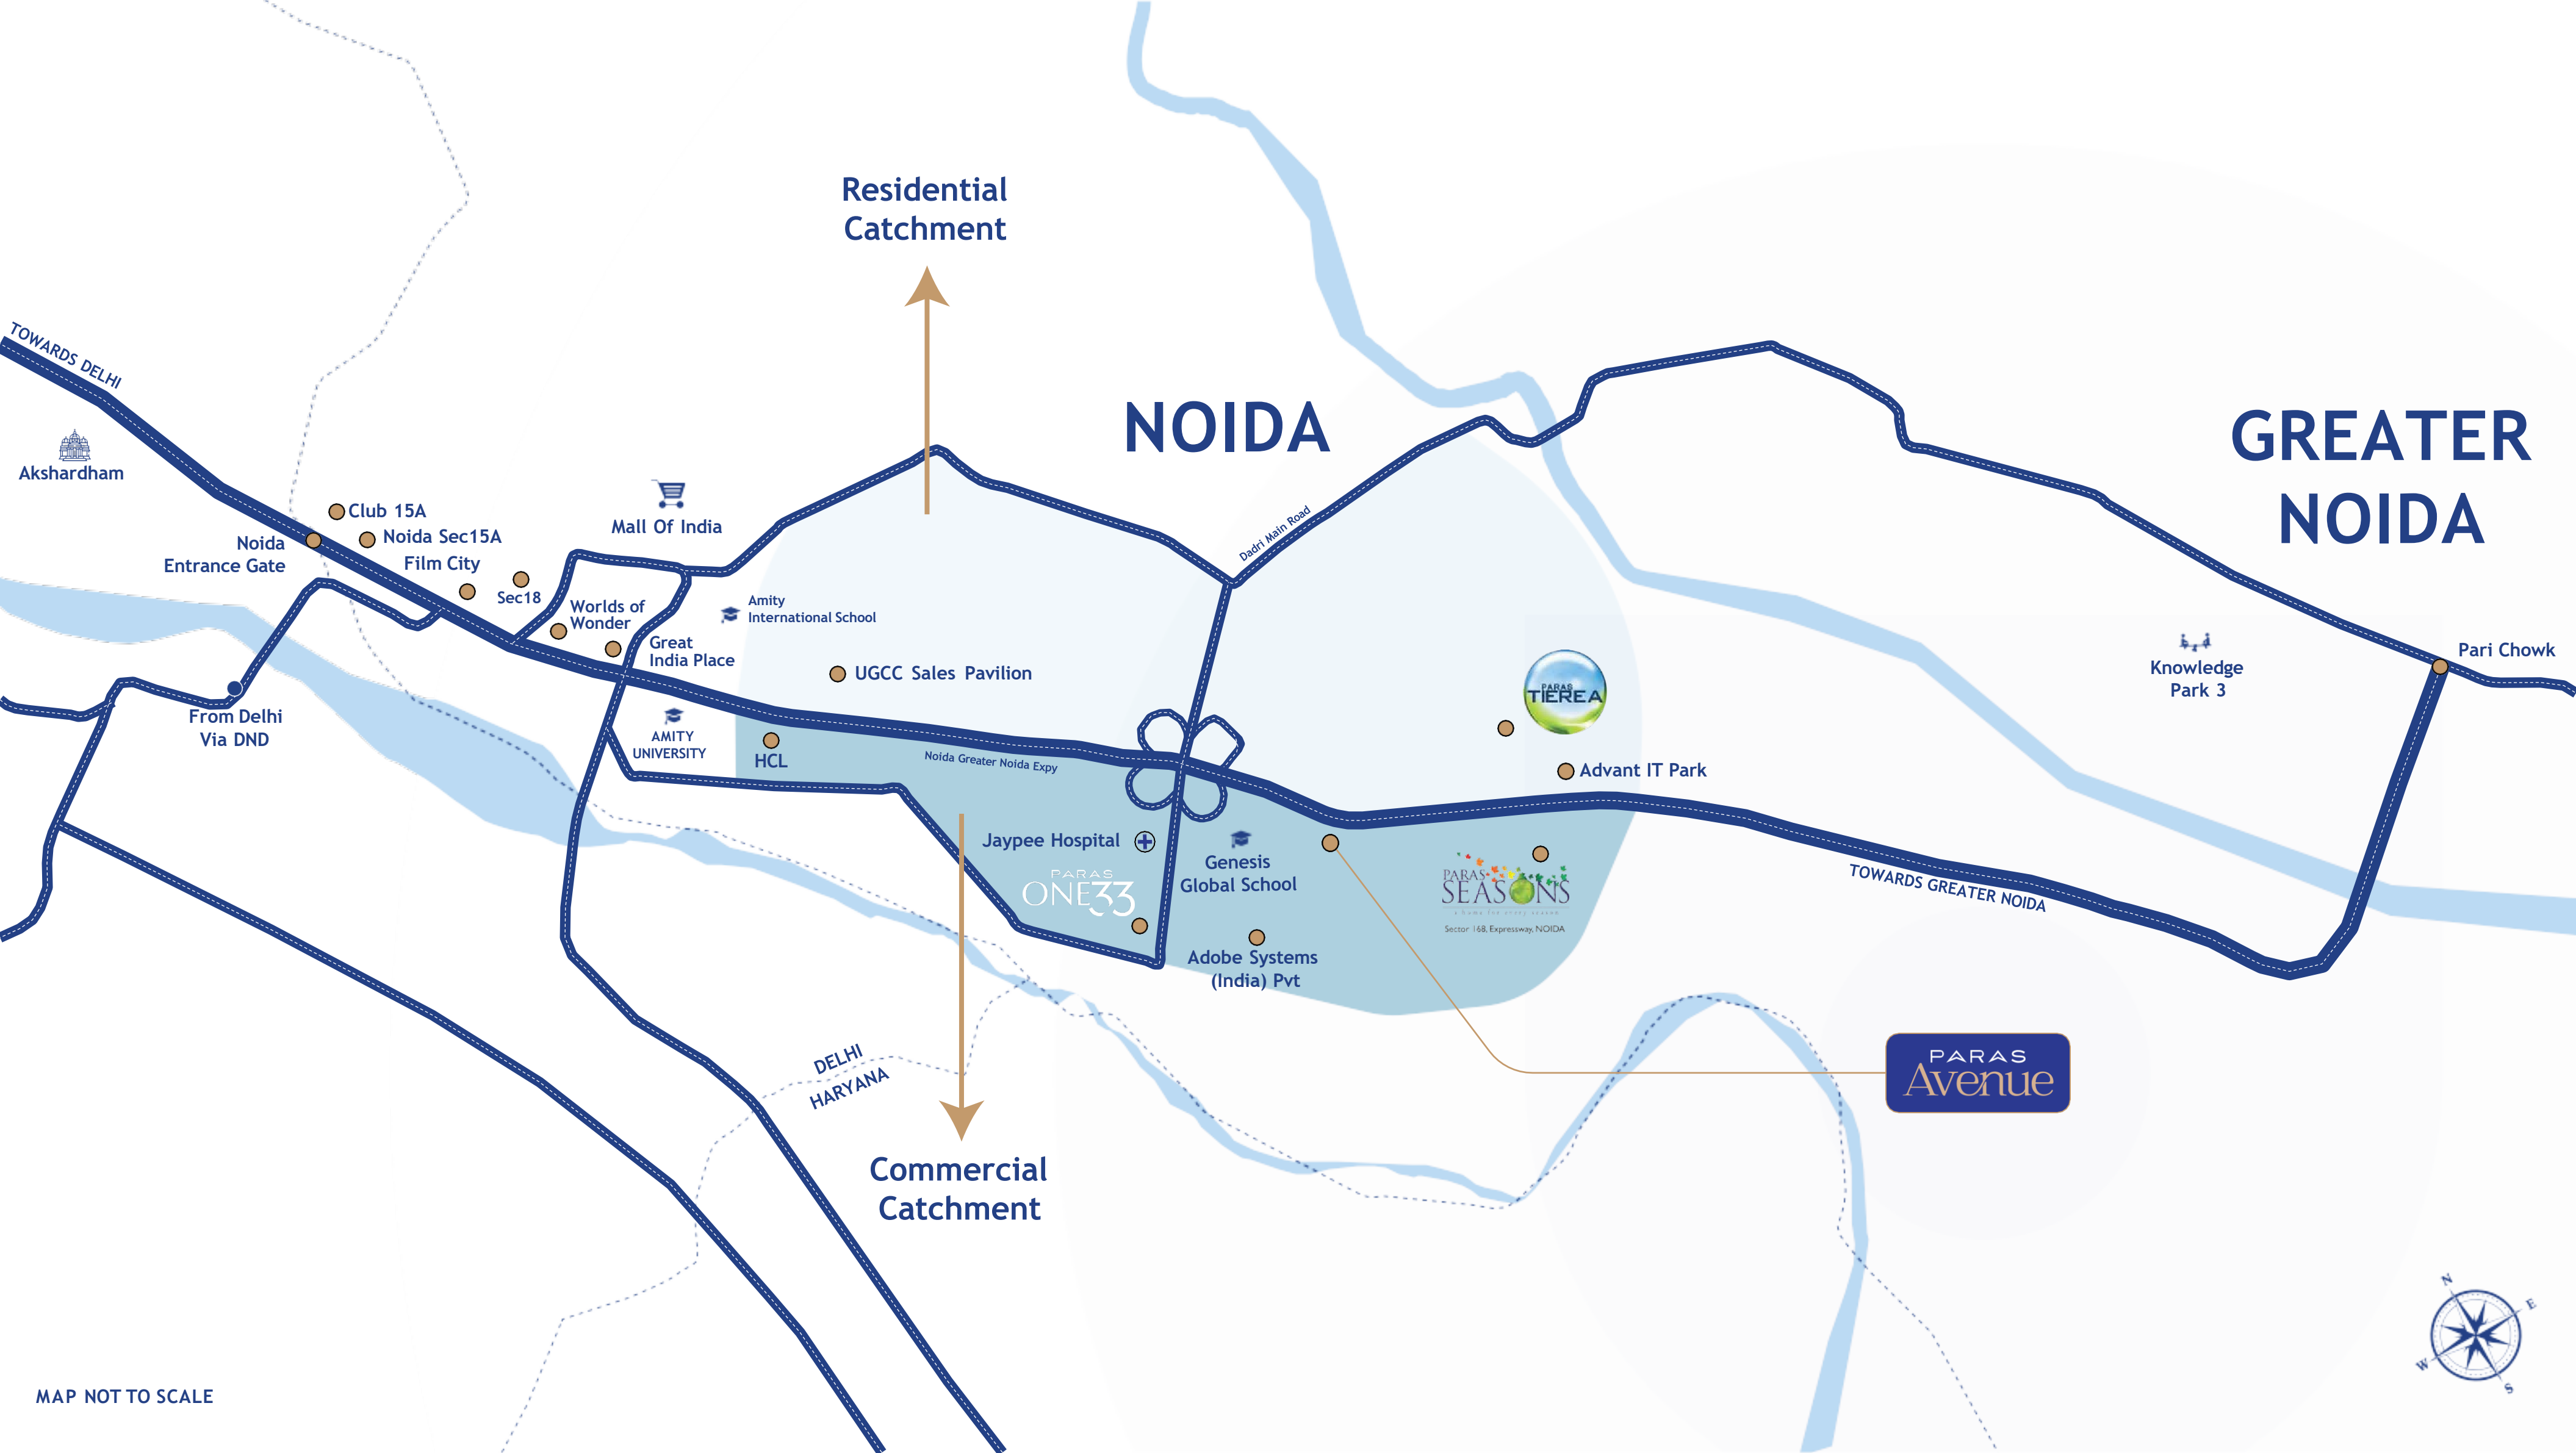 Residential
Catchment
TOWARDS DELHI
NOIDA
GREATER
NOIDA
Akshardham
Club 15A
Noida Sec15A
Noida
Entrance Gate
Film City
Sec18
Mall Of India
Dadri Main Road
Worlds of
Wonder
Great
India Place
Amity
International School
UGCC Sales Pavilion
PARAS
TIEREA
Knowledge
Park 3
Pari Chowk
From Delhi
Via DND
AMITY
UNIVERSITY
HCL
Noida Greater Noida Expy
Advant IT Park
Jaypee Hospital
Genesis
Global School
PARAS
ONE33
PARAS
SEASONS
a home for every season
Sector 168, Expressway, NOIDA
TOWARDS GREATER NOIDA
Adobe Systems
(India) Pvt
DELHI
HARYANA
PARAS
Avenue
Commercial
Catchment
N
E
W
S
MAP NOT TO SCALE